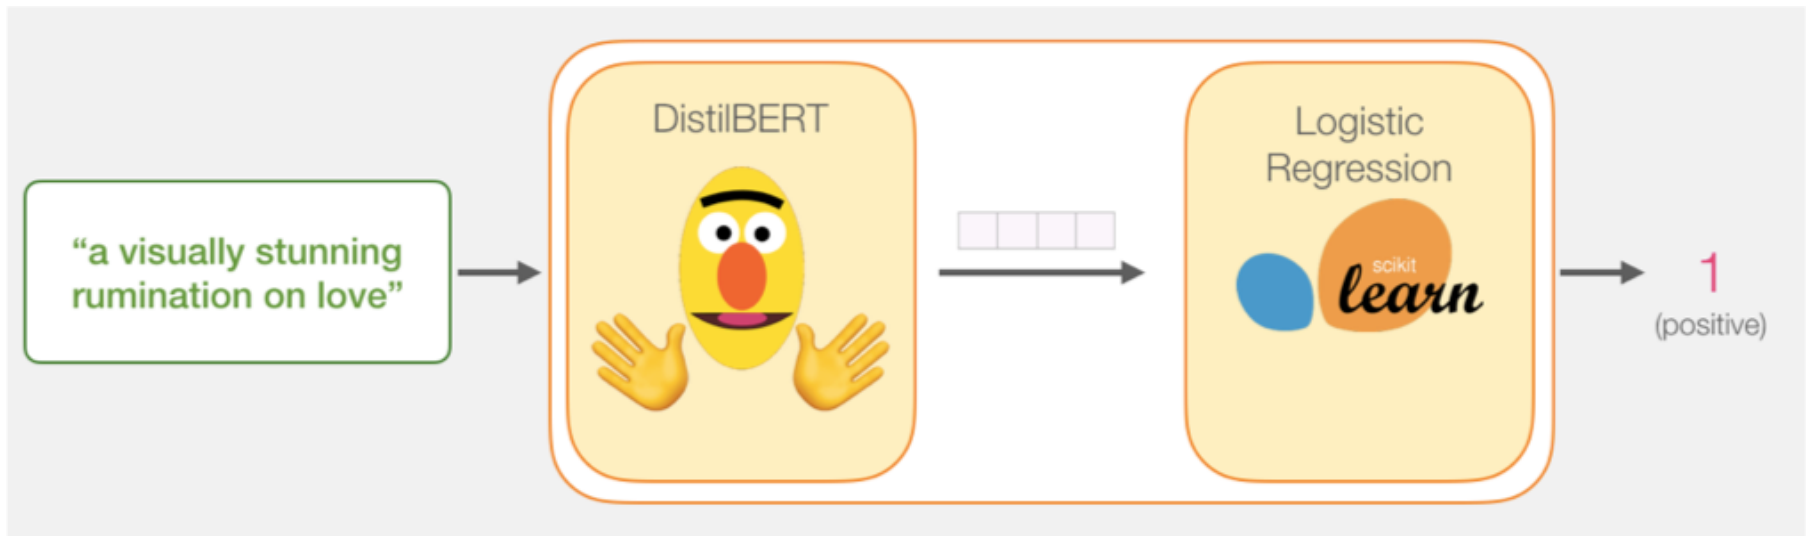 “a visually stunning
rumination on love”
DistilBERT
Logistic
Regression
scikit
learn
1
(positive)